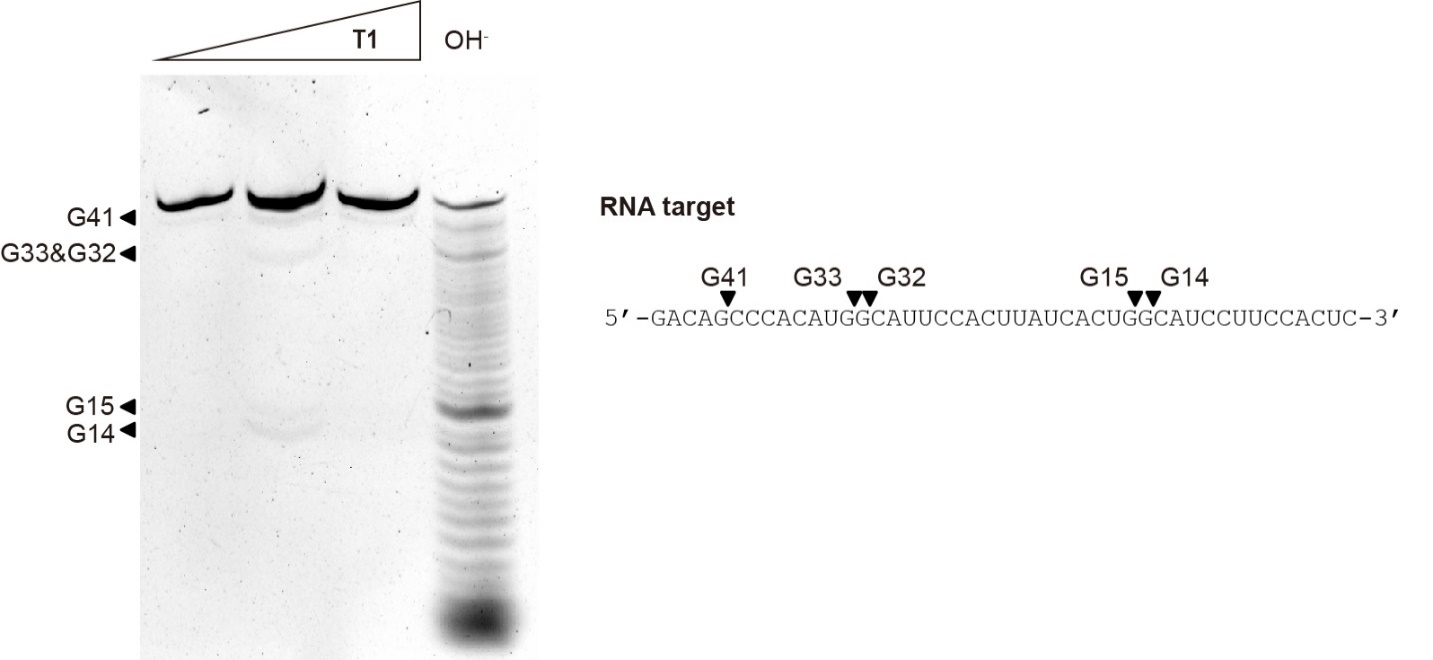 T1 OH-
G41
G33&G32
G15
G14
RNA target
G41 G33 G32 G15 G14
5′-GACAGCCCACAUGGCAUUCCACUUAUCACUGGCAUCCUUCCACUC-3′